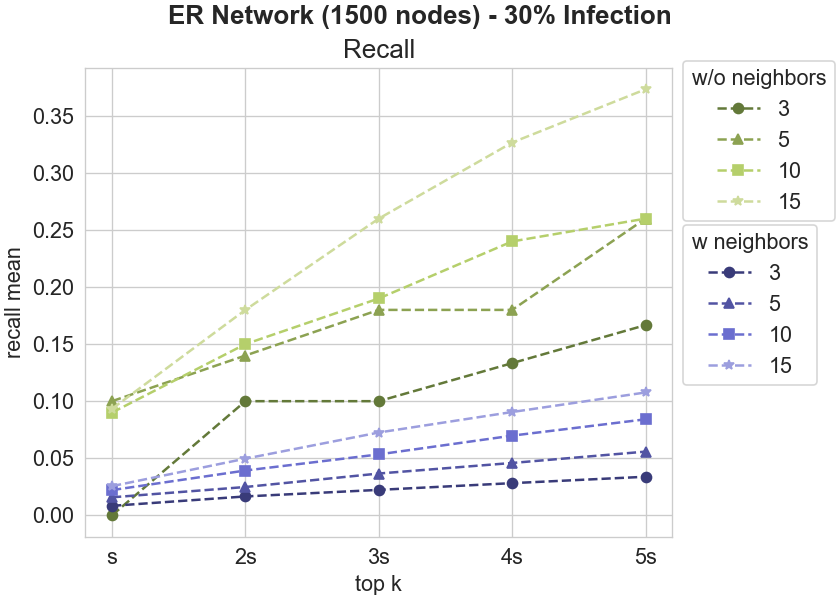 ER Network (1500 nodes) - 30% Infection
Recall
recall mean
0.35
0.30
0.25
0.20
0.15
0.10
0.05
0.00
s 2s 3s 4s 5s
top k
w/o neighbors
3
5
10
15
w neighbors
3
5
10
15